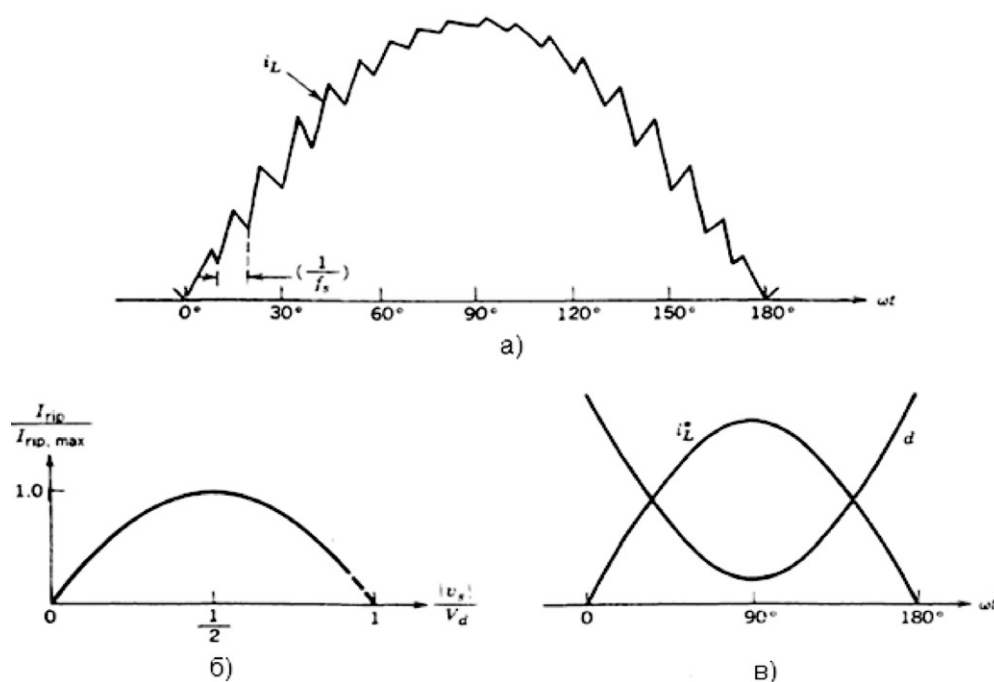 i_L
(1/f_s)
0° 30° 60° 90° 120° 150° 180° ωt
а)
I_rip / I_rip, max
1.0
0 1/2 1 |v_s| / V_d
б)
i_L* d
0 90° 180° ωt
в)